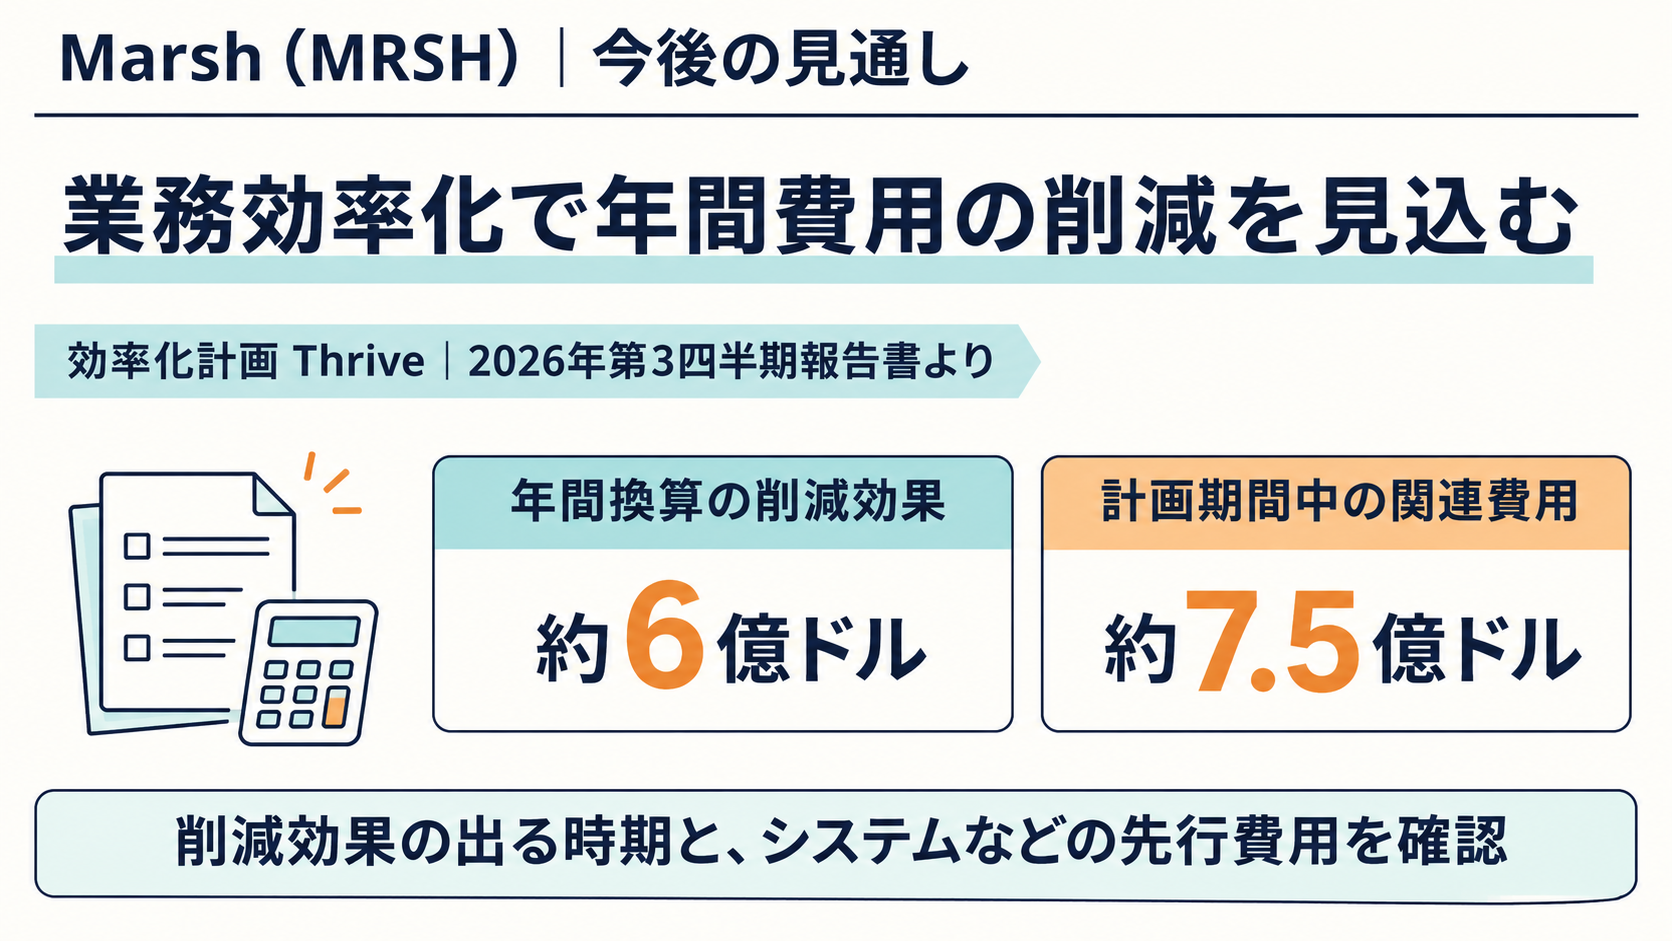 Marsh（MRSH）｜今後の見通し
業務効率化で年間費用の削減を見込む
効率化計画 Thrive｜2026年第3四半期報告書より
年間換算の削減効果
約6億ドル
計画期間中の関連費用
約7.5億ドル
削減効果の出る時期と、システムなどの先行費用を確認